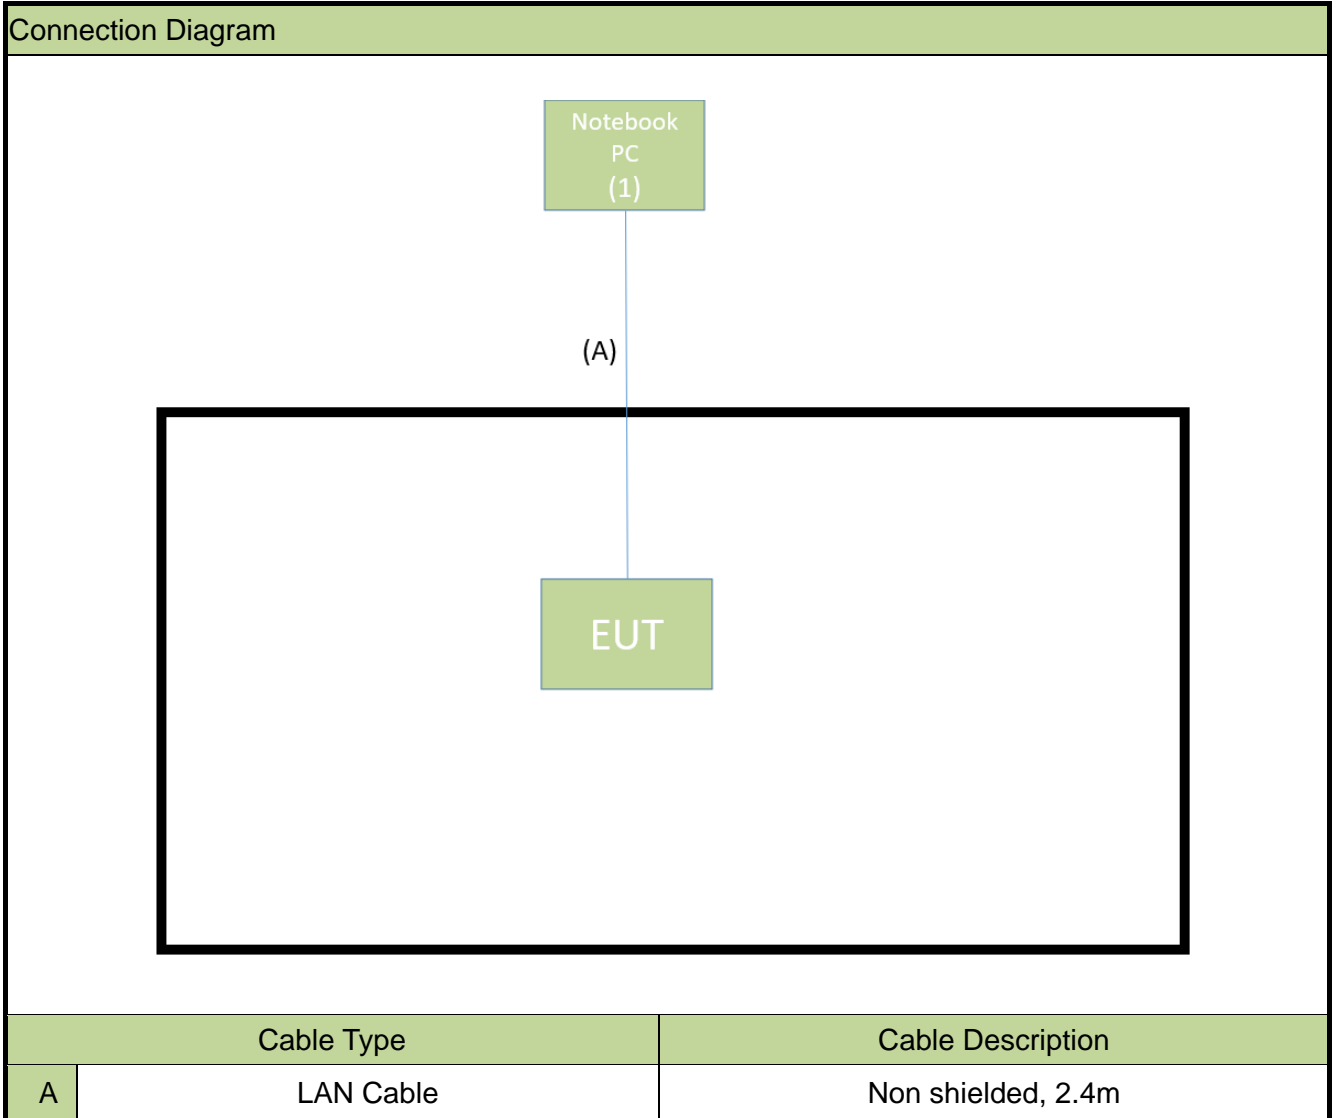 Connection Diagram
Notebook
PC
(1)
(A)
EUT
Cable Type Cable Description
A LAN Cable Non shielded, 2.4m